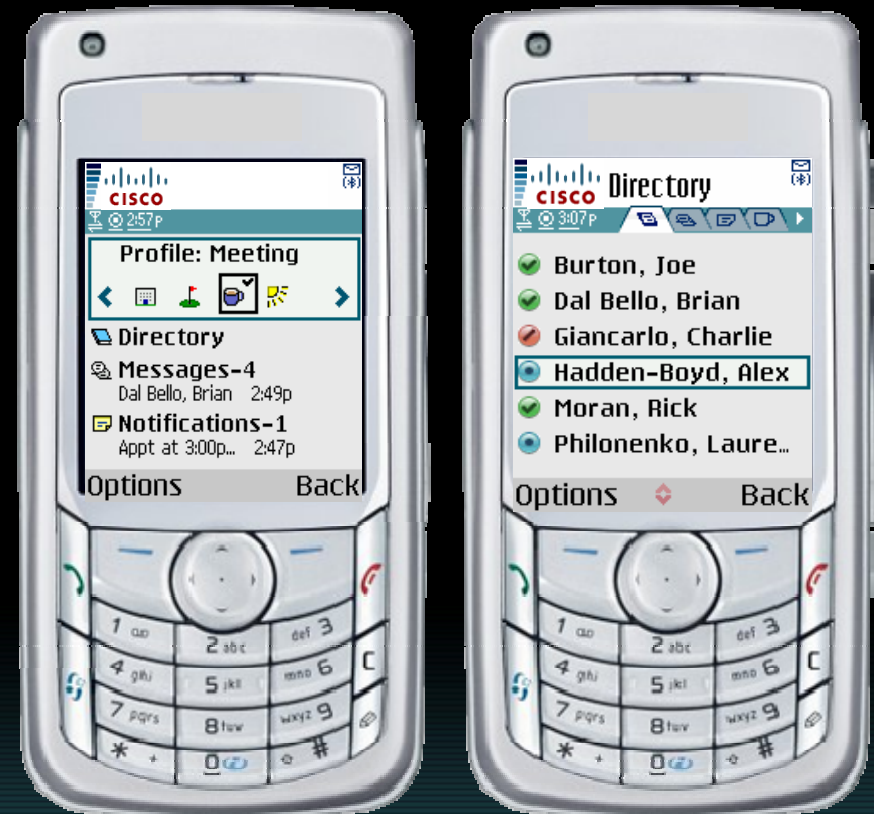 CISCO
2:57P
Profile: Meeting
Directory
Messages-4
Dal Bello, Brian 2:49p
Notifications-1
Appt at 3:00p... 2:47p
Options Back
1
2 abc
def 3
4 ghi
5 jkl
mno 6
C
7 pqrs
8 tuv
wxyz 9
* +
0
#
CISCO Directory
3:07P
Burton, Joe
Dal Bello, Brian
Giancarlo, Charlie
Hadden-Boyd, Alex
Moran, Rick
Philonenko, Laure...
Options Back
1
2 abc
def 3
4 ghi
5 jkl
mno 6
C
7 pqrs
8 tuv
wxyz 9
* +
0
#